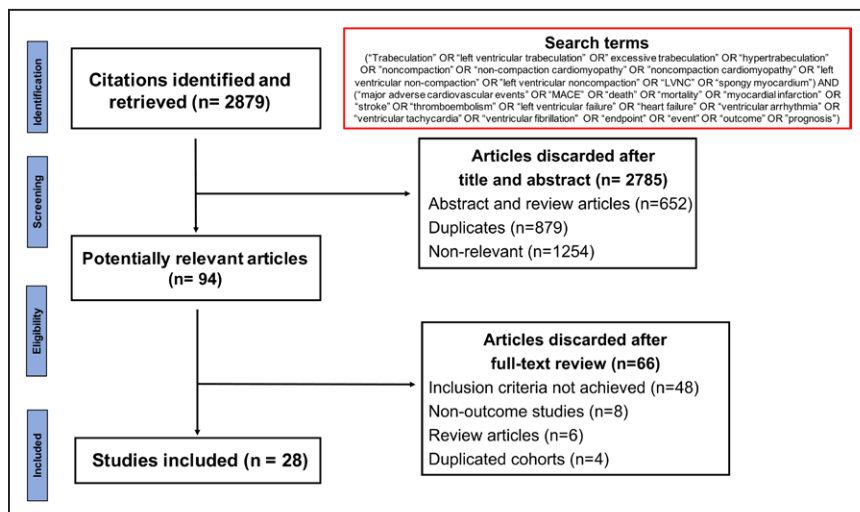 Identification
Citations identified and
retrieved (n= 2879)
Search terms
("Trabeculation" OR "left ventricular trabeculation" OR" excessive trabeculation" or "hypertrabeculation"
OR "noncompaction" OR "non-compaction cardiomyopathy" OR "noncompaction cardiomyopathy" OR "left
ventricular non-compaction" OR "left ventricular noncompaction" OR "LVNC" OR "spongy myocardium") AND
("major adverse cardiovascular events" OR "MACE" OR "death" OR "mortality" OR "myocardial infarction" OR
"stroke" OR "thromboembolism" OR "left ventricular failure" OR "heart failure" OR "ventricular arrhythmia" OR
"ventricular tachycardia" OR "ventricular fibrillation" OR "endpoint" OR "event" OR "outcome" OR "prognosis")
Screening
Articles discarded after
title and abstract (n= 2785)
Abstract and review articles (n=652)
Duplicates (n=879)
Non-relevant (n=1254)
Potentially relevant articles
(n= 94)
Eligibility
Articles discarded after
full-text review (n=66)
Inclusion criteria not achieved (n=48)
Non-outcome studies (n=8)
Review articles (n=6)
Duplicated cohorts (n=4)
Included
Studies included (n = 28)